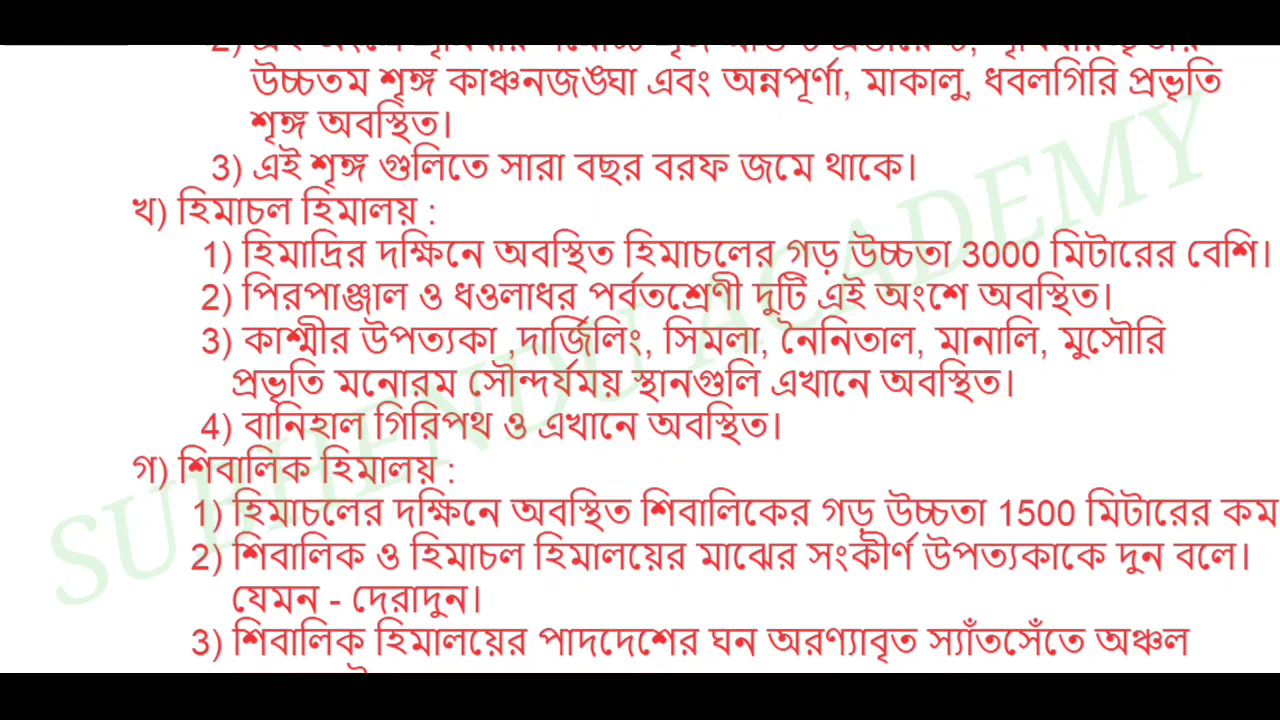 উচ্চতম শৃঙ্গ কাঞ্চনজঙ্ঘা এবং অন্নপূর্ণা, মাকালু, ধবলগিরি প্রভৃতি
শৃঙ্গ অবস্থিত।
3) এই শৃঙ্গ গুলিতে সারা বছর বরফ জমে থাকে।
খ) হিমাচল হিমালয় :
1) হিমাদ্রির দক্ষিনে অবস্থিত হিমাচলের গড় উচ্চতা 3000 মিটারের বেশি।
2) পিরপাঞ্জাল ও ধওলাধর পর্বতশ্রেণী দুটি এই অংশে অবস্থিত।
3) কাশ্মীর উপত্যকা ,দার্জিলিং, সিমলা, নৈনিতাল, মানালি, মুসৌরি
প্রভৃতি মনোরম সৌন্দর্যময় স্থানগুলি এখানে অবস্থিত।
4) বানিহাল গিরিপথ ও এখানে অবস্থিত।
গ) শিবালিক হিমালয় :
1) হিমাচলের দক্ষিনে অবস্থিত শিবালিকের গড় উচ্চতা 1500 মিটারের কম
2) শিবালিক ও হিমাচল হিমালয়ের মাঝের সংকীর্ণ উপত্যকাকে দুন বলে।
যেমন - দেরাদুন।
3) শিবালিক হিমালয়ের পাদদেশের ঘন অরণ্যাবৃত স্যাঁতসেঁতে অঞ্চল
SUBHENDU ACADEMY